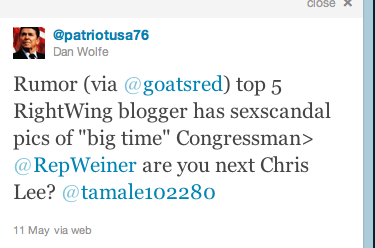 close ×
@patriotusa76
Dan Wolfe
Rumor (via @goatsred) top 5
RightWing blogger has sexscandal
pics of "big time" Congressman>
@RepWeiner are you next Chris
Lee? @tamale102280
11 May via web